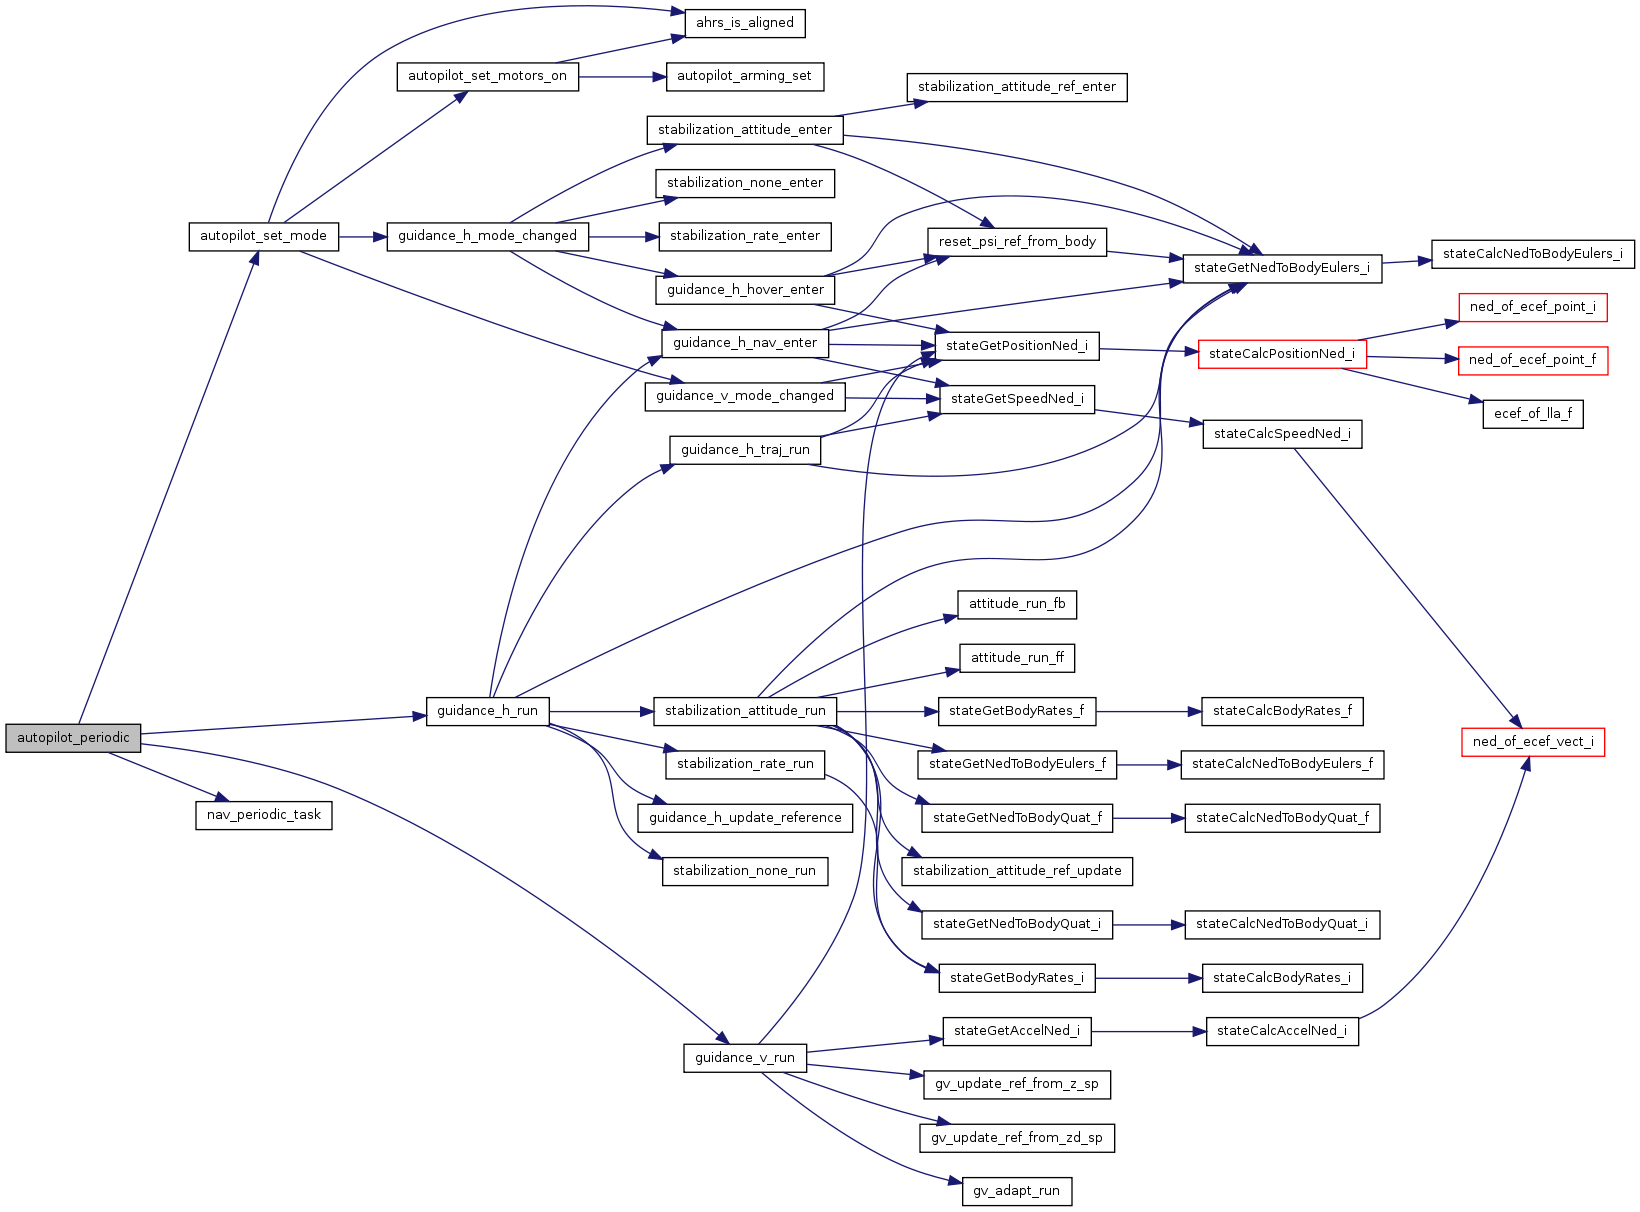 ahrs_is_aligned
autopilot_set_motors_on
autopilot_arming_set
stabilization_attitude_ref_enter
stabilization_attitude_enter
stabilization_none_enter
autopilot_set_mode
guidance_h_mode_changed
stabilization_rate_enter
reset_psi_ref_from_body
stateCalcNedToBodyEulers_i
stateGetNedToBodyEulers_i
guidance_h_hover_enter
ned_of_ecef_point_i
guidance_h_nav_enter
stateGetPositionNed_i
stateCalcPositionNed_i
ned_of_ecef_point_f
guidance_v_mode_changed
stateGetSpeedNed_i
ecef_of_lla_f
stateCalcSpeedNed_i
guidance_h_traj_run
attitude_run_fb
attitude_run_ff
guidance_h_run
stabilization_attitude_run
stateGetBodyRates_f
stateCalcBodyRates_f
autopilot_periodic
ned_of_ecef_vect_i
stabilization_rate_run
stateGetNedToBodyEulers_f
stateCalcNedToBodyEulers_f
nav_periodic_task
guidance_h_update_reference
stateGetNedToBodyQuat_f
stateCalcNedToBodyQuat_f
stabilization_none_run
stabilization_attitude_ref_update
stateGetNedToBodyQuat_i
stateCalcNedToBodyQuat_i
stateGetBodyRates_i
stateCalcBodyRates_i
stateGetAccelNed_i
stateCalcAccelNed_i
guidance_v_run
gv_update_ref_from_z_sp
gv_update_ref_from_zd_sp
gv_adapt_run